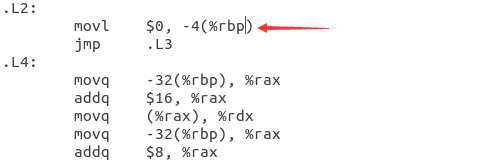 .L2:
movl $0, -4(%rbp)
jmp .L3
.L4:
movq -32(%rbp), %rax
addq $16, %rax
movq (%rax), %rdx
movq -32(%rbp), %rax
addq $8, %rax